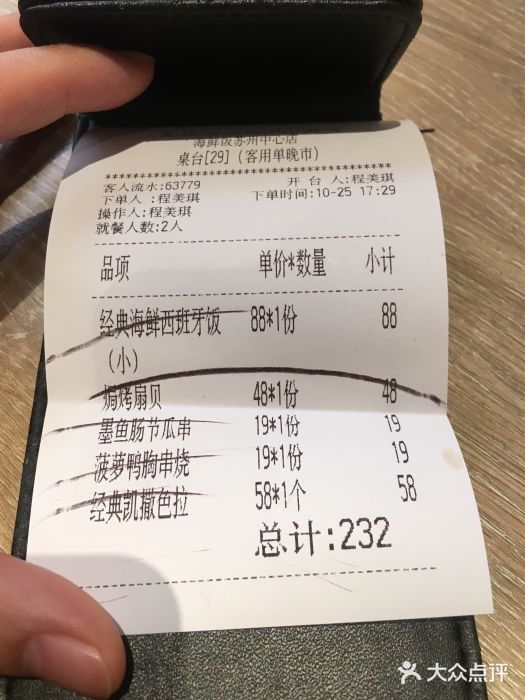 海鲜饭苏州中心店
桌台[29](客用单晚市)
客人流水:63779 开台 人:程美琪
下单人 :程美琪 下单时间:10-25 17:29
操作人:程美琪
就餐人数:2人
品项 单价*数量 小计
经典海鲜西班牙饭 88*1份 88
(小)
焗烤扇贝 48*1份 48
墨鱼肠节瓜串 19*1份 19
菠萝鸭胸串烧 19*1份 19
经典凯撒色拉 58*1个 58
总计:232
大众点评